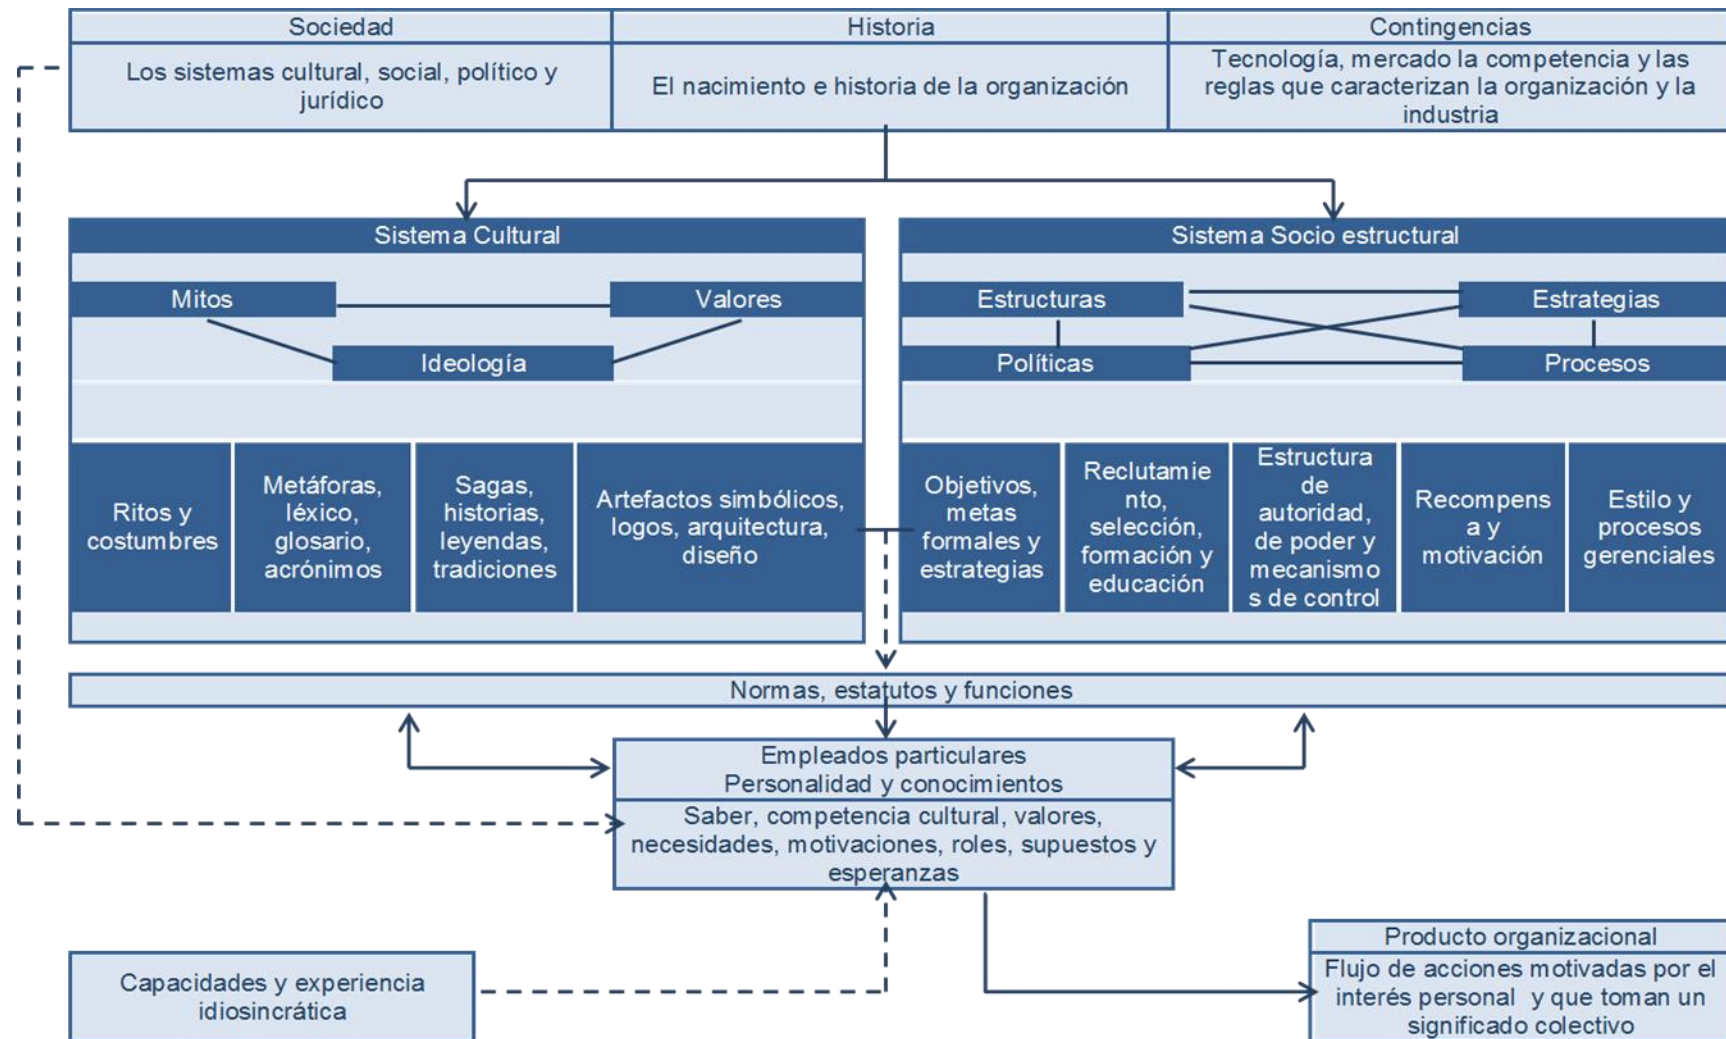 Sociedad
Historia
Contingencias
Los sistemas cultural, social, político y
jurídico
El nacimiento e historia de la organización
Tecnología, mercado la competencia y las
reglas que caracterizan la organización y la
industria
Sistema Cultural
Mitos
Valores
Ideología
Ritos y
costumbres
Metáforas,
léxico,
glosario,
acrónimos
Sagas,
historias,
leyendas,
tradiciones
Artefactos simbólicos,
logos, arquitectura,
diseño
Sistema Socio estructural
Estructuras
Estrategias
Políticas
Procesos
Objetivos,
metas
formales y
estrategias
Reclutamie
nto,
selección,
formación y
educación
Estructura
de
autoridad,
de poder y
mecanismo
s de control
Recompens
a y
motivación
Estilo y
procesos
gerenciales
Normas, estatutos y funciones
Empleados particulares
Personalidad y conocimientos
Saber, competencia cultural, valores,
necesidades, motivaciones, roles, supuestos y
esperanzas
Capacidades y experiencia
idiosincrática
Producto organizacional
Flujo de acciones motivadas por el
interés personal y que toman un
significado colectivo